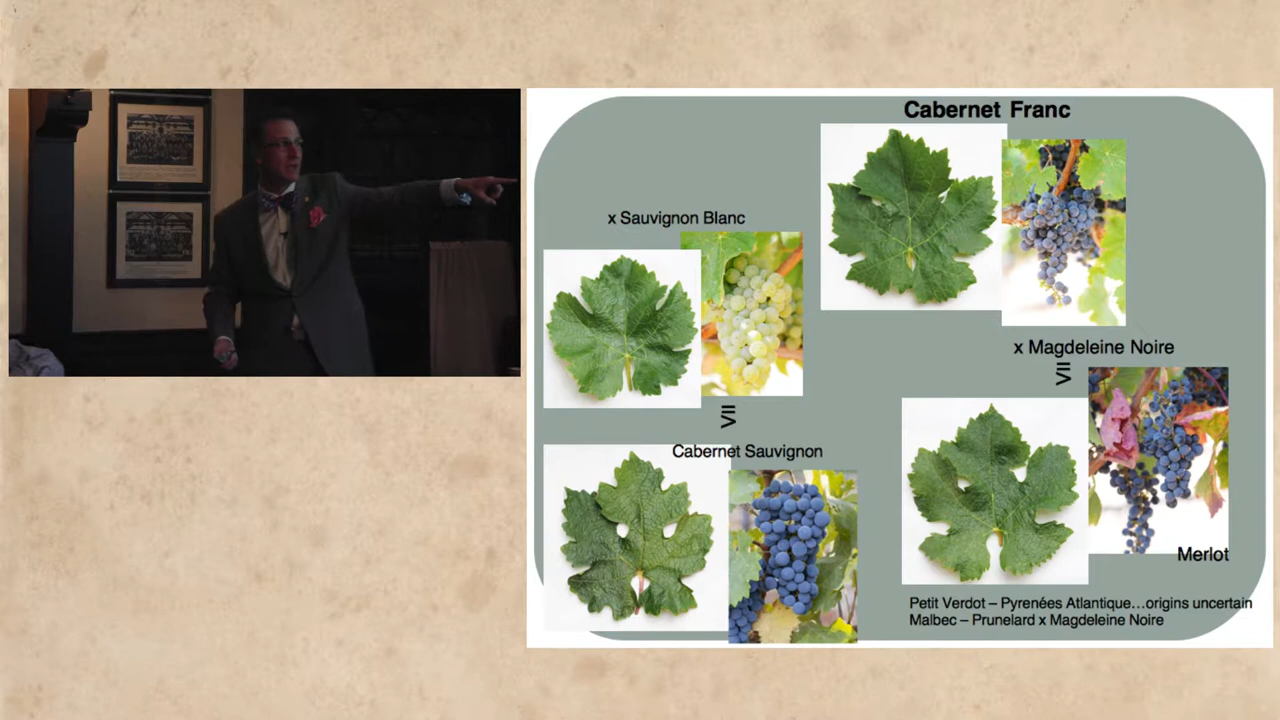 Cabernet Franc
x Sauvignon Blanc
x Magdeleine Noire
=
Cabernet Sauvignon
=
Merlot
Petit Verdot – Pyrenées Atlantique…origins uncertain
Malbec – Prunelard x Magdeleine Noire